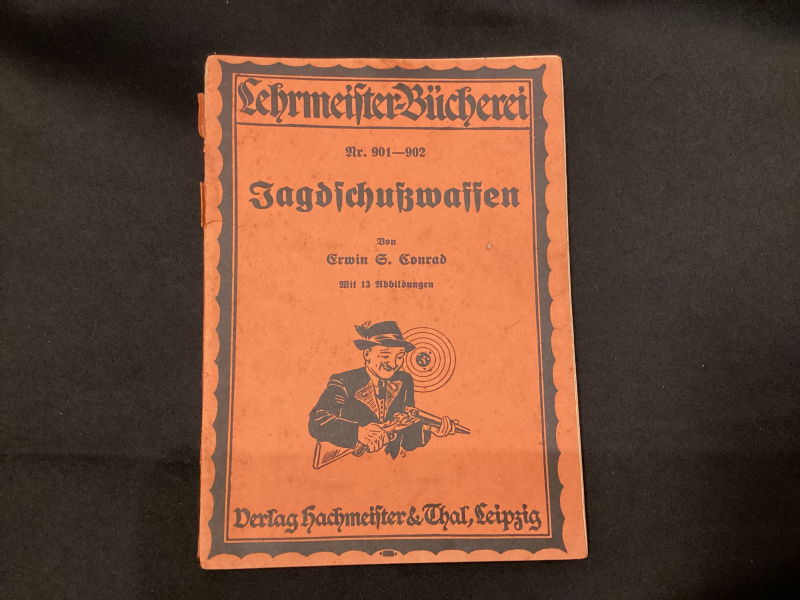 Lehrmeister-Bücherei
Nr. 901—902
Jagdschußwaffen
Von
Erwin S. Conrad
Mit 13 Abbildungen
Verlag Hachmeister & Thal, Leipzig